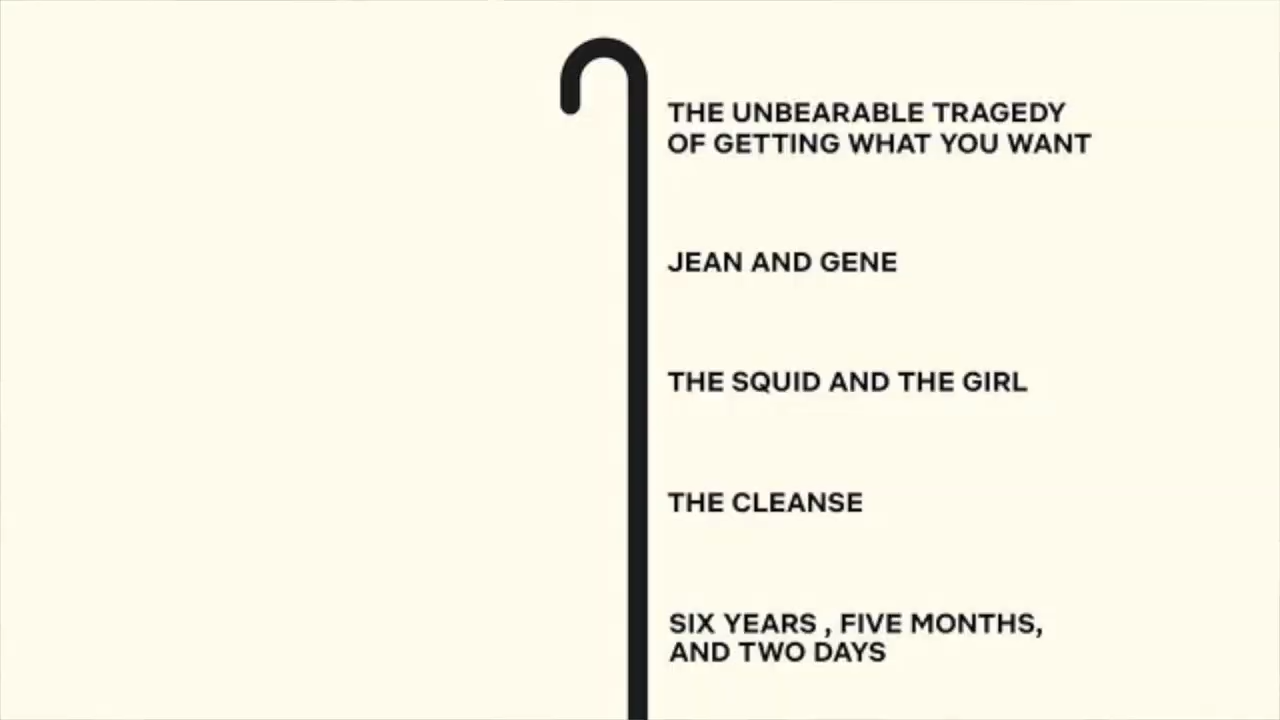 THE UNBEARABLE TRAGEDY
OF GETTING WHAT YOU WANT
JEAN AND GENE
THE SQUID AND THE GIRL
THE CLEANSE
SIX YEARS , FIVE MONTHS,
AND TWO DAYS